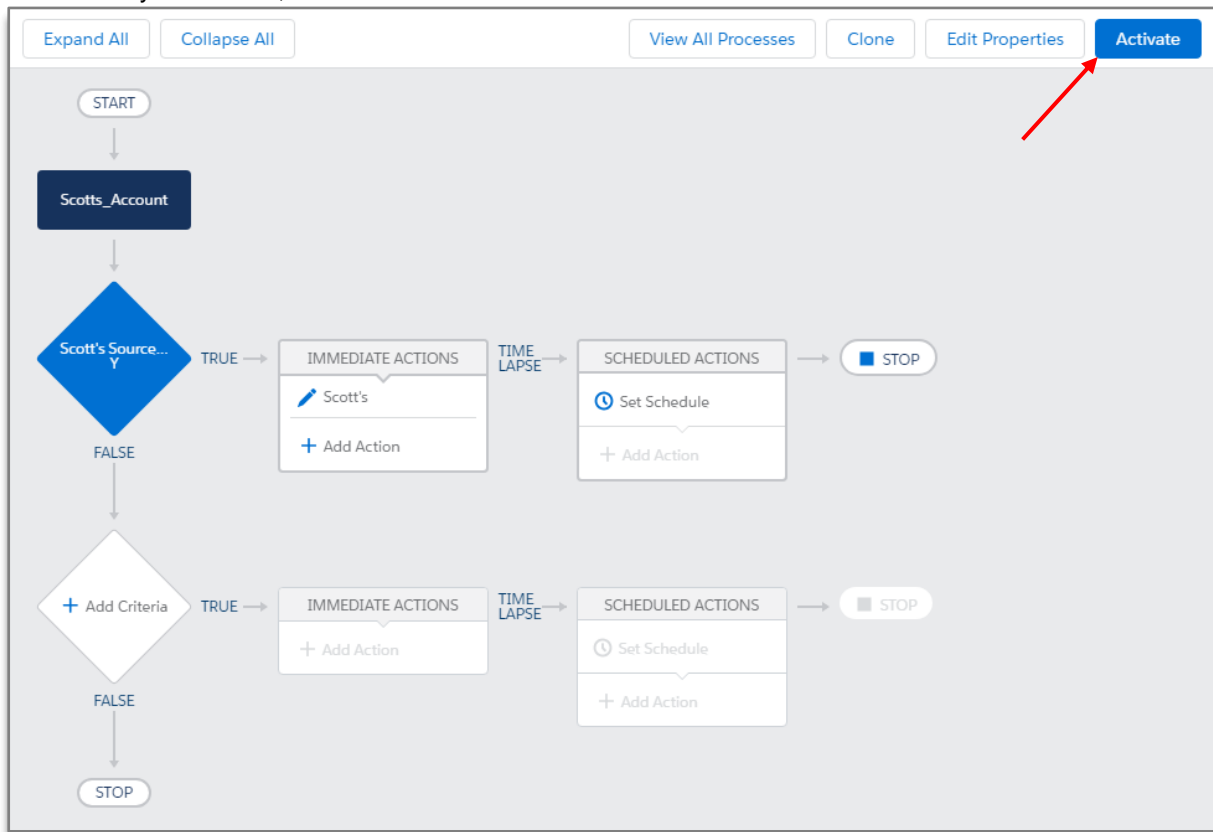 Expand All Collapse All View All Processes Clone Edit Properties Activate
START
Scotts_Account
Scott's Source...
Y
TRUE
IMMEDIATE ACTIONS
Scott's
+ Add Action
TIME
LAPSE
SCHEDULED ACTIONS
Set Schedule
+ Add Action
STOP
FALSE
+ Add Criteria
TRUE
IMMEDIATE ACTIONS
+ Add Action
TIME
LAPSE
SCHEDULED ACTIONS
Set Schedule
+ Add Action
STOP
FALSE
STOP